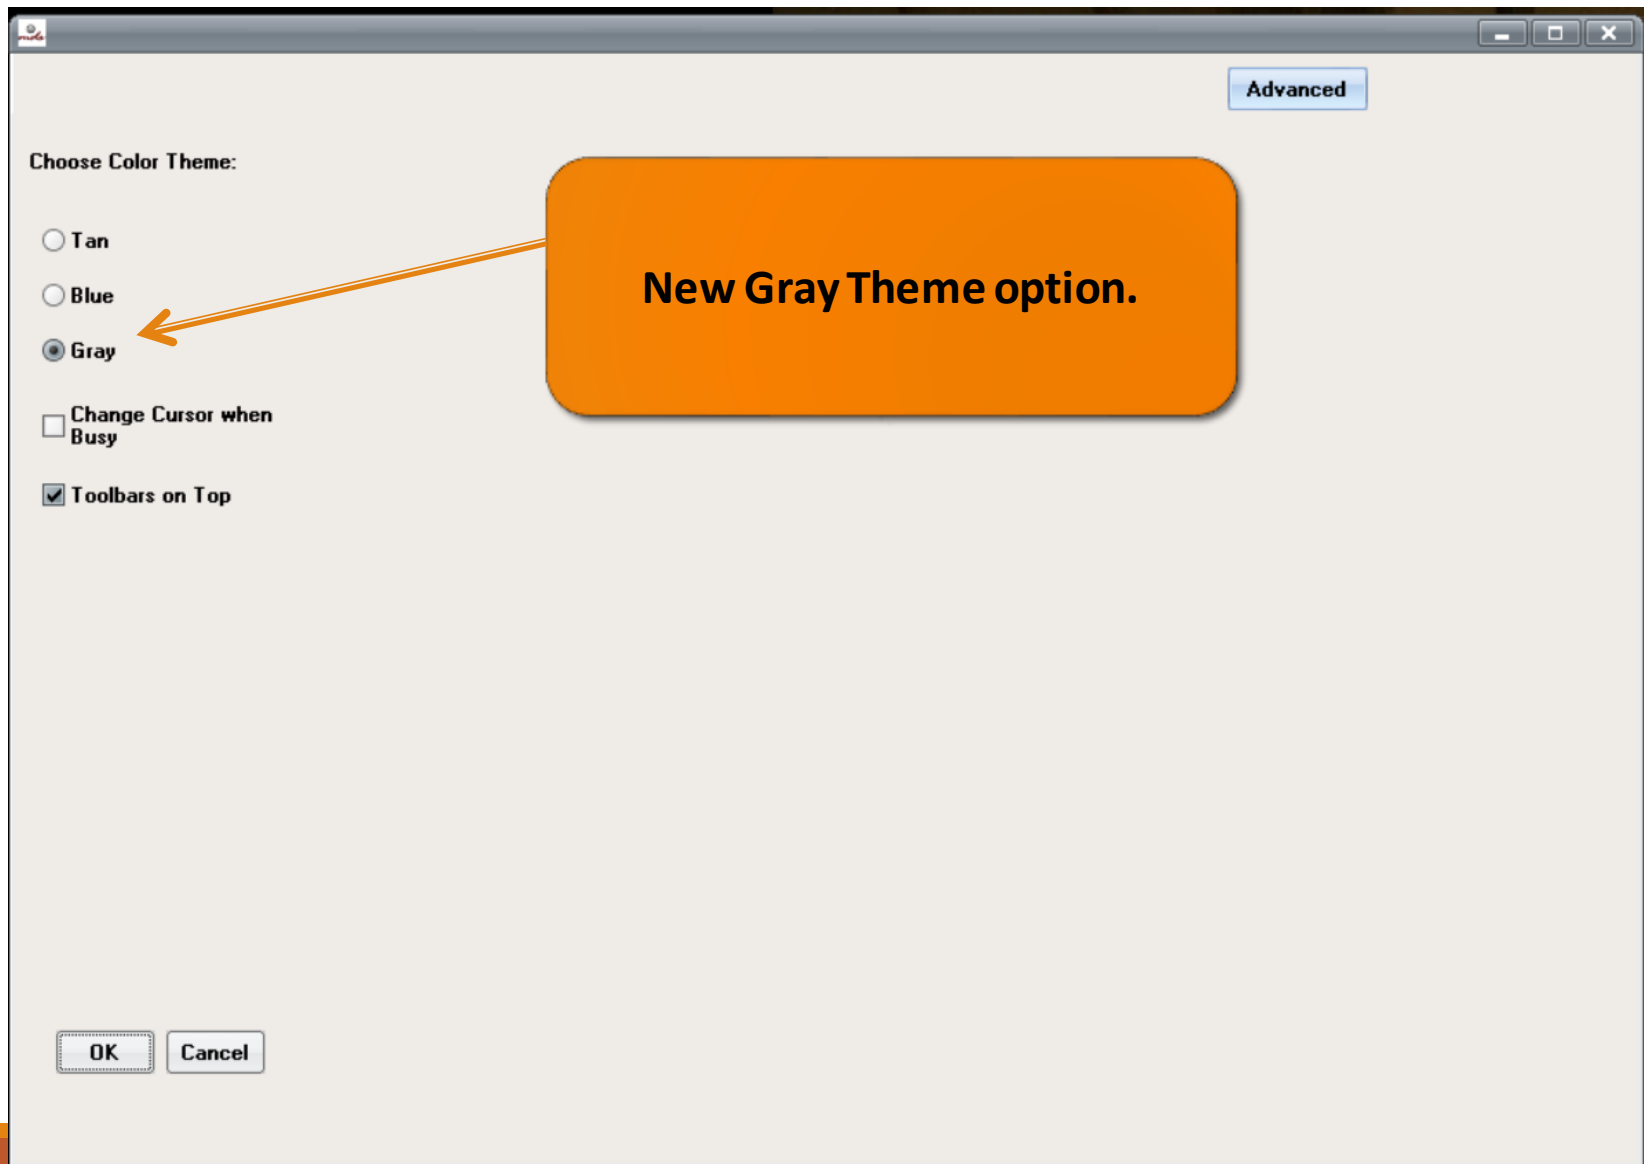 Advanced
Choose Color Theme:
Tan
Blue
Gray
New Gray Theme option.
Change Cursor when
Busy
Toolbars on Top
OK
Cancel